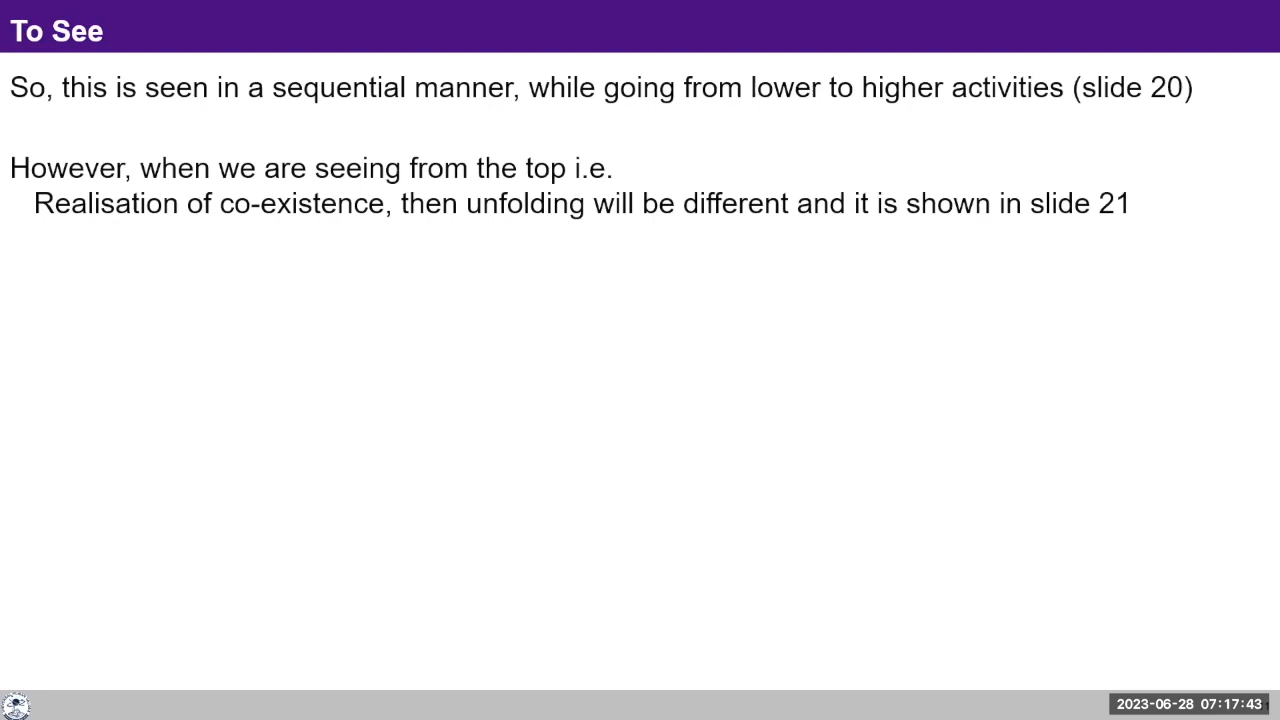 To See
So, this is seen in a sequential manner, while going from lower to higher activities (slide 20)
However, when we are seeing from the top i.e.
Realisation of co-existence, then unfolding will be different and it is shown in slide 21
2023-06-28 07:17:43